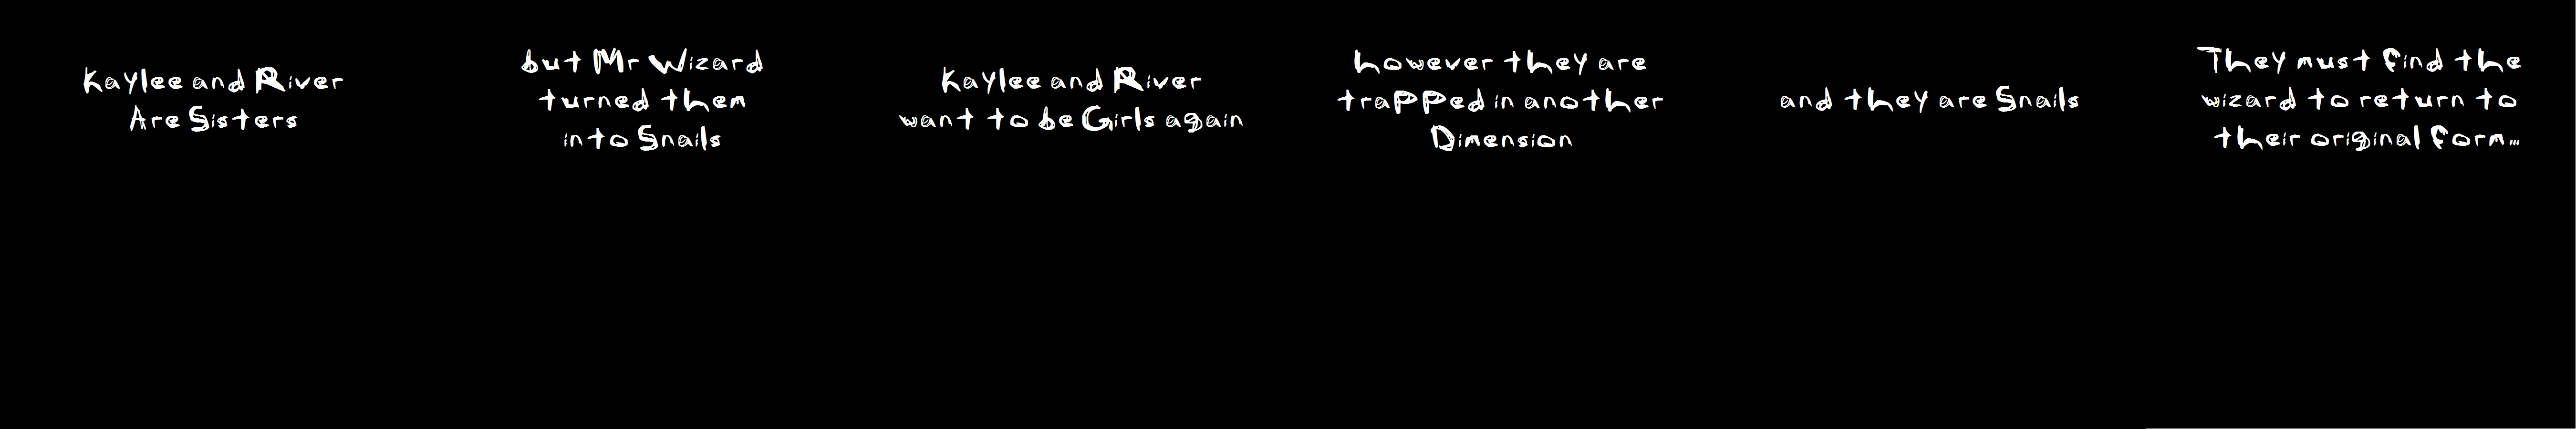 Kaylee and River
Are Sisters
but Mr Wizard
turned them
into Snails
Kaylee and River
want to be Girls again
however they are
trapped in another
Dimension
and they are Snails
They must find the
wizard to return to
their original form...